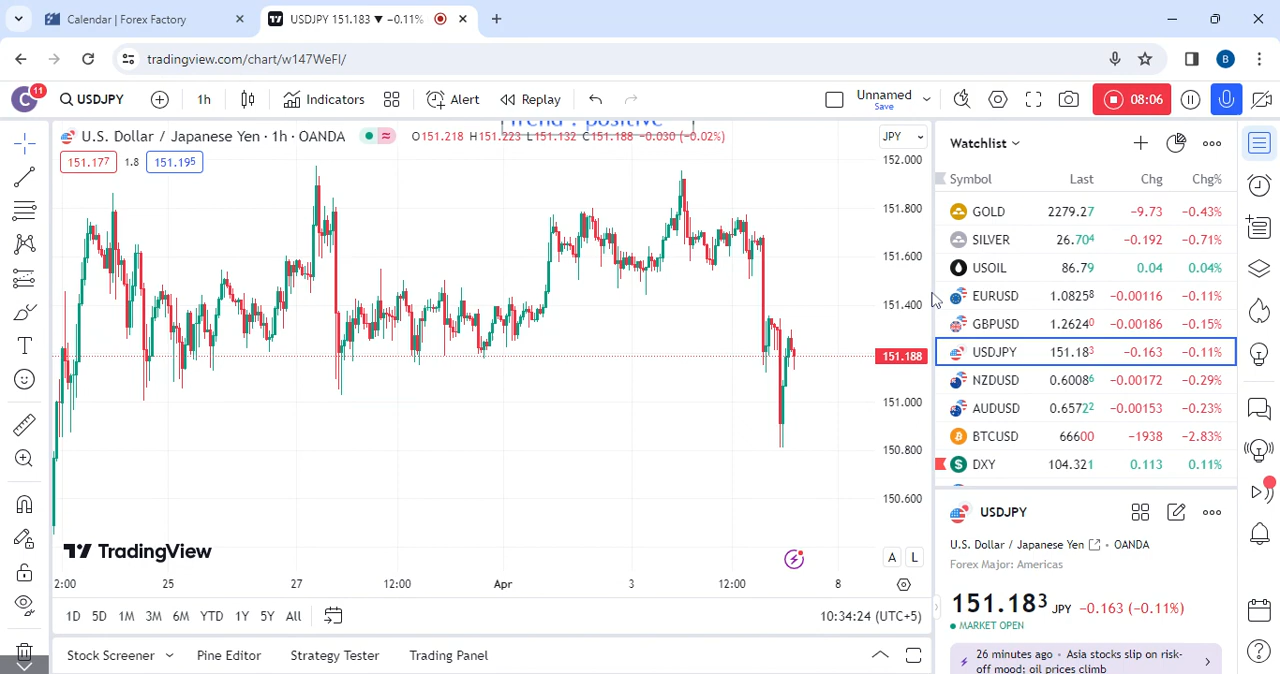 Calendar | Forex Factory
USDJPY 151.183 ▼ −0.11%
tradingview.com/chart/w147WeFI/
B
C 11
USDJPY
1h
Indicators
Alert
Replay
Unnamed
Save
08:06
Trend : positive
U.S. Dollar / Japanese Yen · 1h · OANDA
O151.218 H151.223 L151.132 C151.188 −0.030 (−0.02%)
JPY
151.177 1.8 151.195
152.000
151.800
151.600
151.400
151.188
151.000
150.800
150.600
TradingView
A L
2:00 25 27 12:00 Apr 3 12:00 8
1D 5D 1M 3M 6M YTD 1Y 5Y All
10:34:24 (UTC+5)
Stock Screener Pine Editor Strategy Tester Trading Panel
Watchlist
Symbol Last Chg Chg%
GOLD 2279.27 −9.73 −0.43%
SILVER 26.704 −0.192 −0.71%
USOIL 86.79 0.04 0.04%
EURUSD 1.08258 −0.00116 −0.11%
GBPUSD 1.26240 −0.00186 −0.15%
USDJPY 151.183 −0.163 −0.11%
NZDUSD 0.60086 −0.00172 −0.29%
AUDUSD 0.65722 −0.00153 −0.23%
BTCUSD 66600 −1938 −2.83%
DXY 104.321 0.113 0.11%
USDJPY
U.S. Dollar / Japanese Yen · OANDA
Forex Major: Americas
151.183 JPY −0.163 (−0.11%)
MARKET OPEN
26 minutes ago · Asia stocks slip on risk-
off mood; oil prices climb